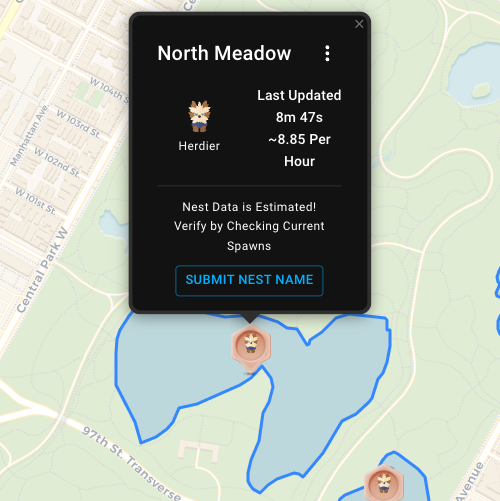 North Meadow
Last Updated
8m 47s
~8.85 Per
Hour
Herdier
Nest Data is Estimated!
Verify by Checking Current
Spawns
SUBMIT NEST NAME
W 104th St.
W 103rd St.
Manhattan Ave.
W 102nd St.
W 101st St.
Central Park W
97th St. Transverse
Avenue